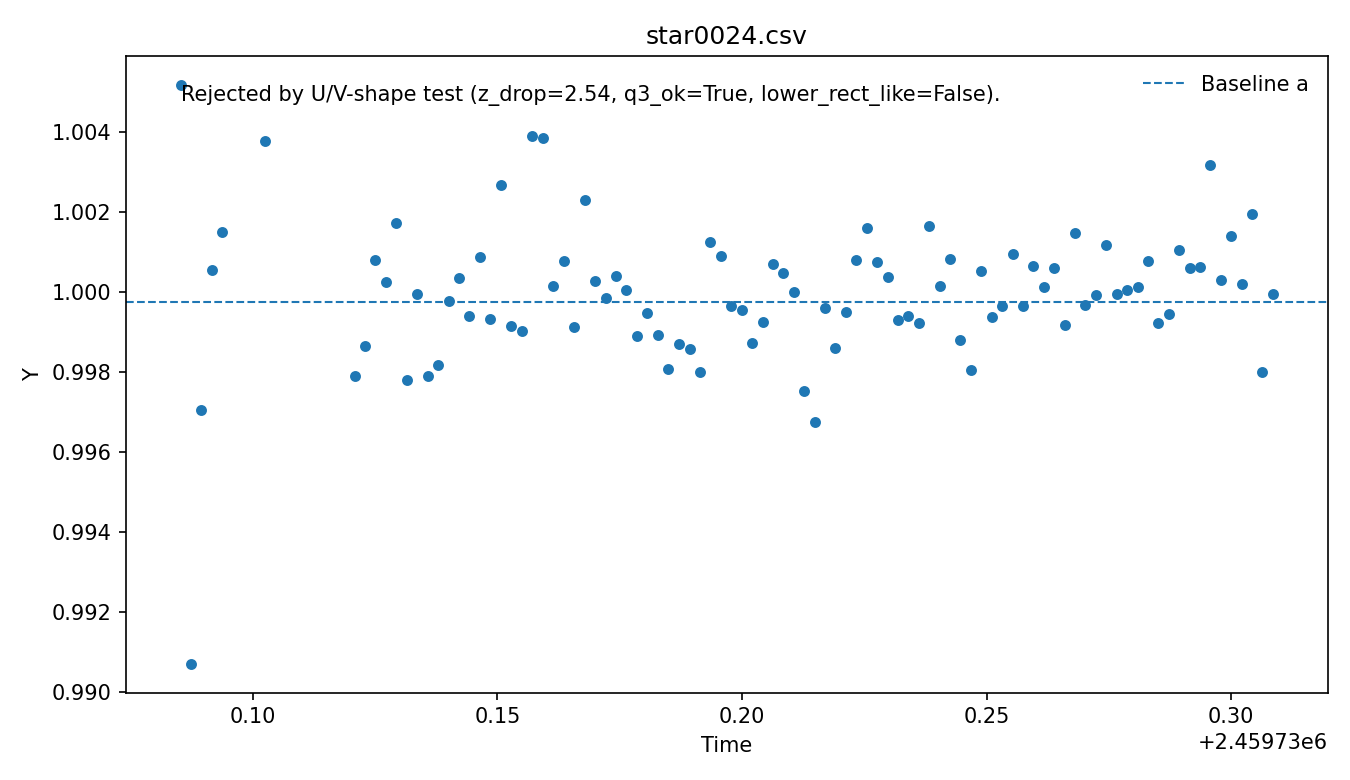 star0024.csv
Rejected by U/V-shape test (z_drop=2.54, q3_ok=True, lower_rect_like=False).
Baseline a
1.004
1.002
1.000
0.998
0.996
0.994
0.992
0.990
Y
0.10 0.15 0.20 0.25 0.30
Time
+2.45973e6